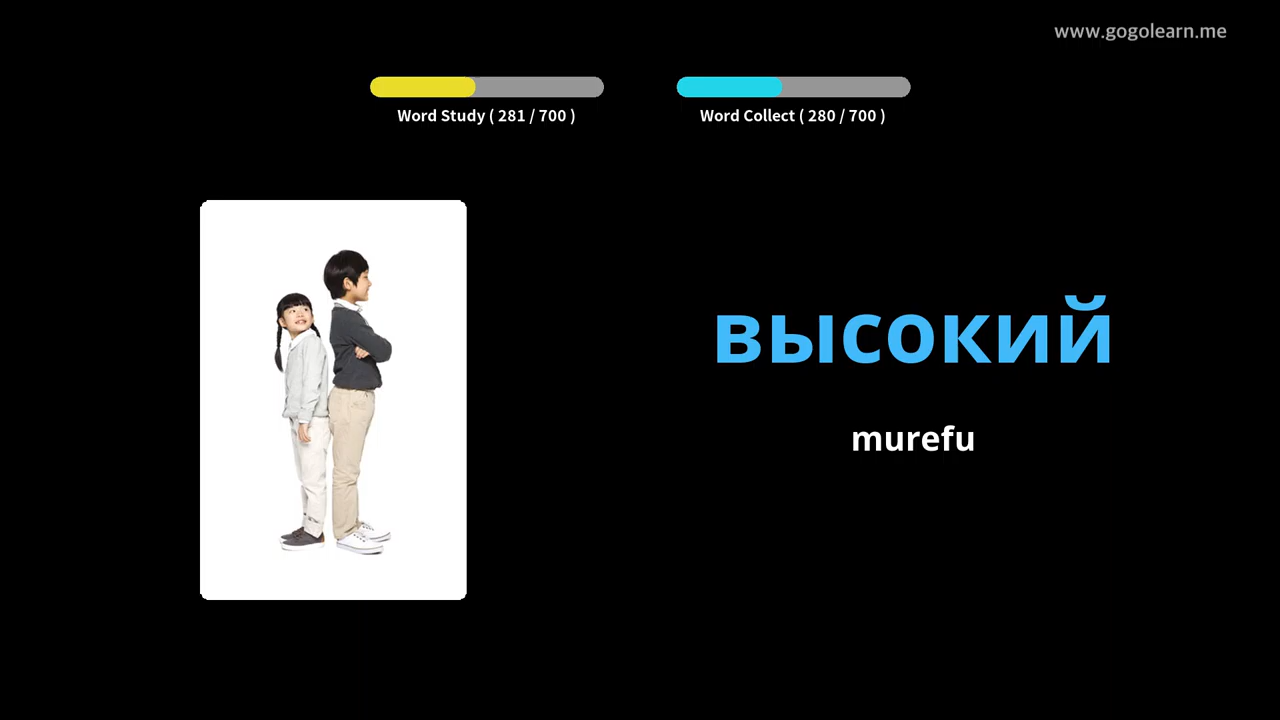 www.gogolearn.me
Word Study ( 281 / 700 )
Word Collect ( 280 / 700 )
высокий
murefu